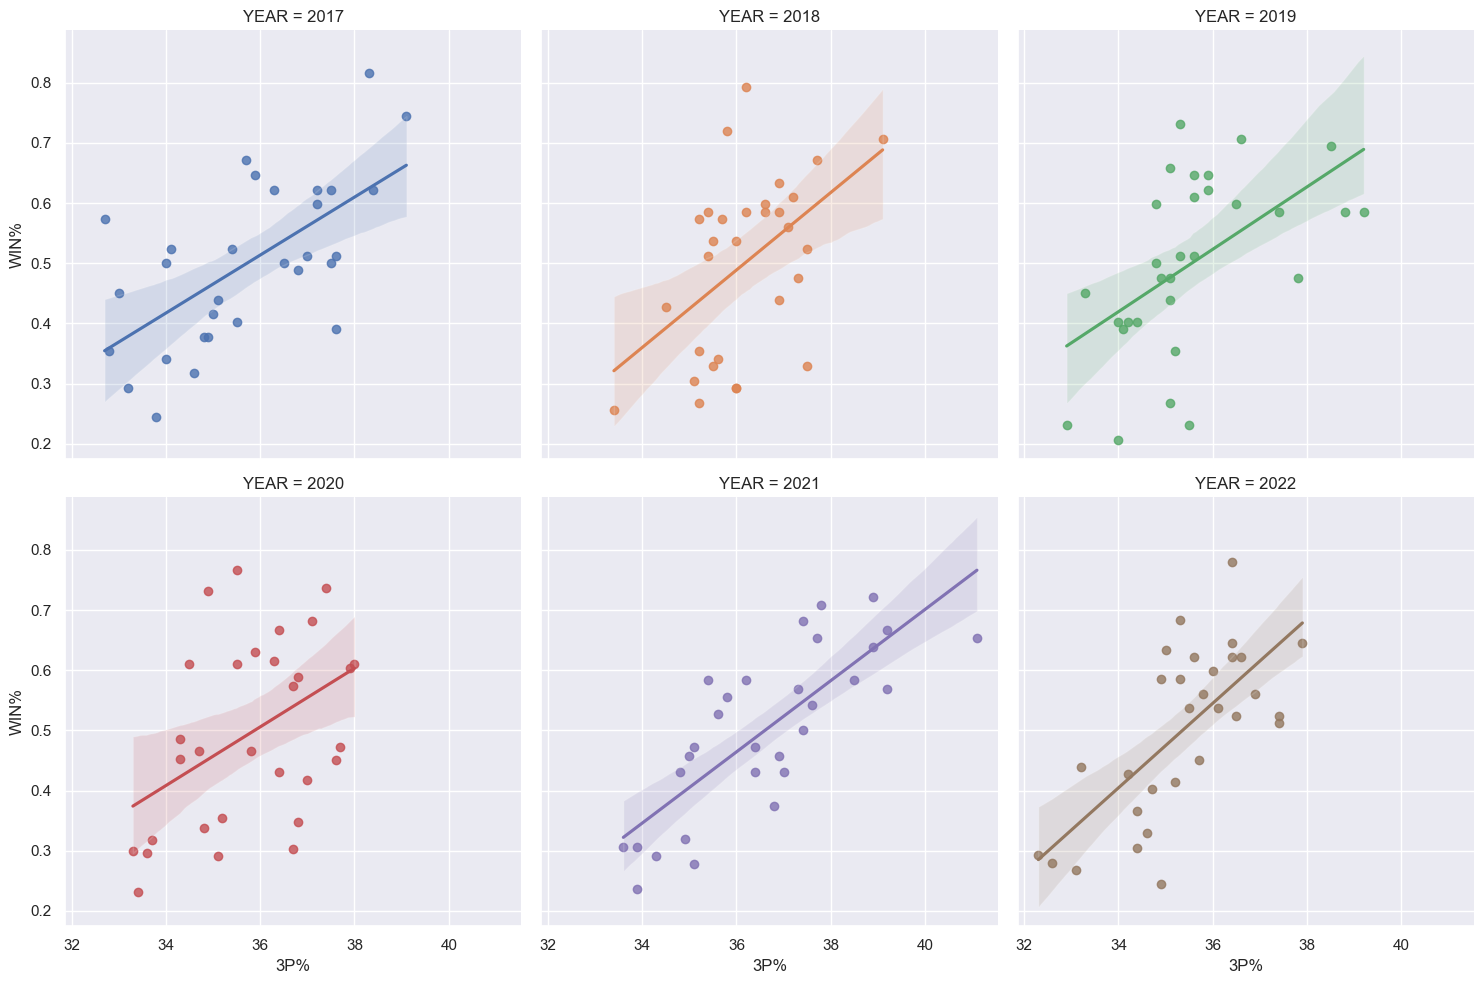 YEAR = 2017 YEAR = 2018 YEAR = 2019
WIN%
0.8
0.7
0.6
0.5
0.4
0.3
0.2
YEAR = 2020 YEAR = 2021 YEAR = 2022
WIN%
0.8
0.7
0.6
0.5
0.4
0.3
0.2
32 34 36 38 40 32 34 36 38 40 32 34 36 38 40
3P% 3P% 3P%